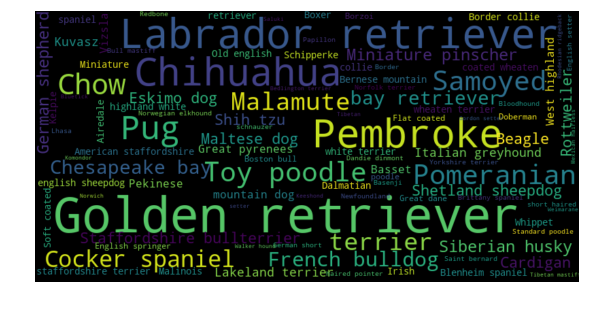 Redbone
retriever
Boxer
Borzoi
Border collie
spaniel
Labrador retriever
Kuvasz
Vizsla
German shepherd
Bull mastiff
Papillon
English setter
Old english
Schipperke
Miniature pinscher
Miniature
Chihuahua
collie
Border
coated wheaten
Bernese mountain
Samoyed
West highland
Rottweiler
Chow
Eskimo dog
Malamute
bay retriever
wheaten terrier
Bloodhound
highland white
Norwegian elkhound
Shih tzu
Flat coated
Doberman
Airedale
Pug
Schnauzer
Pembroke
Beagle
Lhasa
Maltese dog
American staffordshire
Great pyrenees
white terrier
Italian greyhound
Boston bull
Dandie dinmont
Yorkshire terrier
Komondor
Chesapeake bay
Toy poodle
Basset
Pomeranian
english sheepdog
Pekinese
poodle
Basenji
Dalmatian
Shetland sheepdog
mountain dog
Newfoundland
Great dane
brittany spaniel
short haired
Norwich
Soft coated
Golden retriever
setter
Whippet
Standard poodle
Staffordshire bullterrier
terrier
English springer
walker hound
German short
Siberian husky
Cocker spaniel
French bulldog
Saint bernard
Cardigan
staffordshire terrier
Malinois
Lakeland terrier
haired pointer
Irish
Blenheim spaniel
Tibetan mastiff